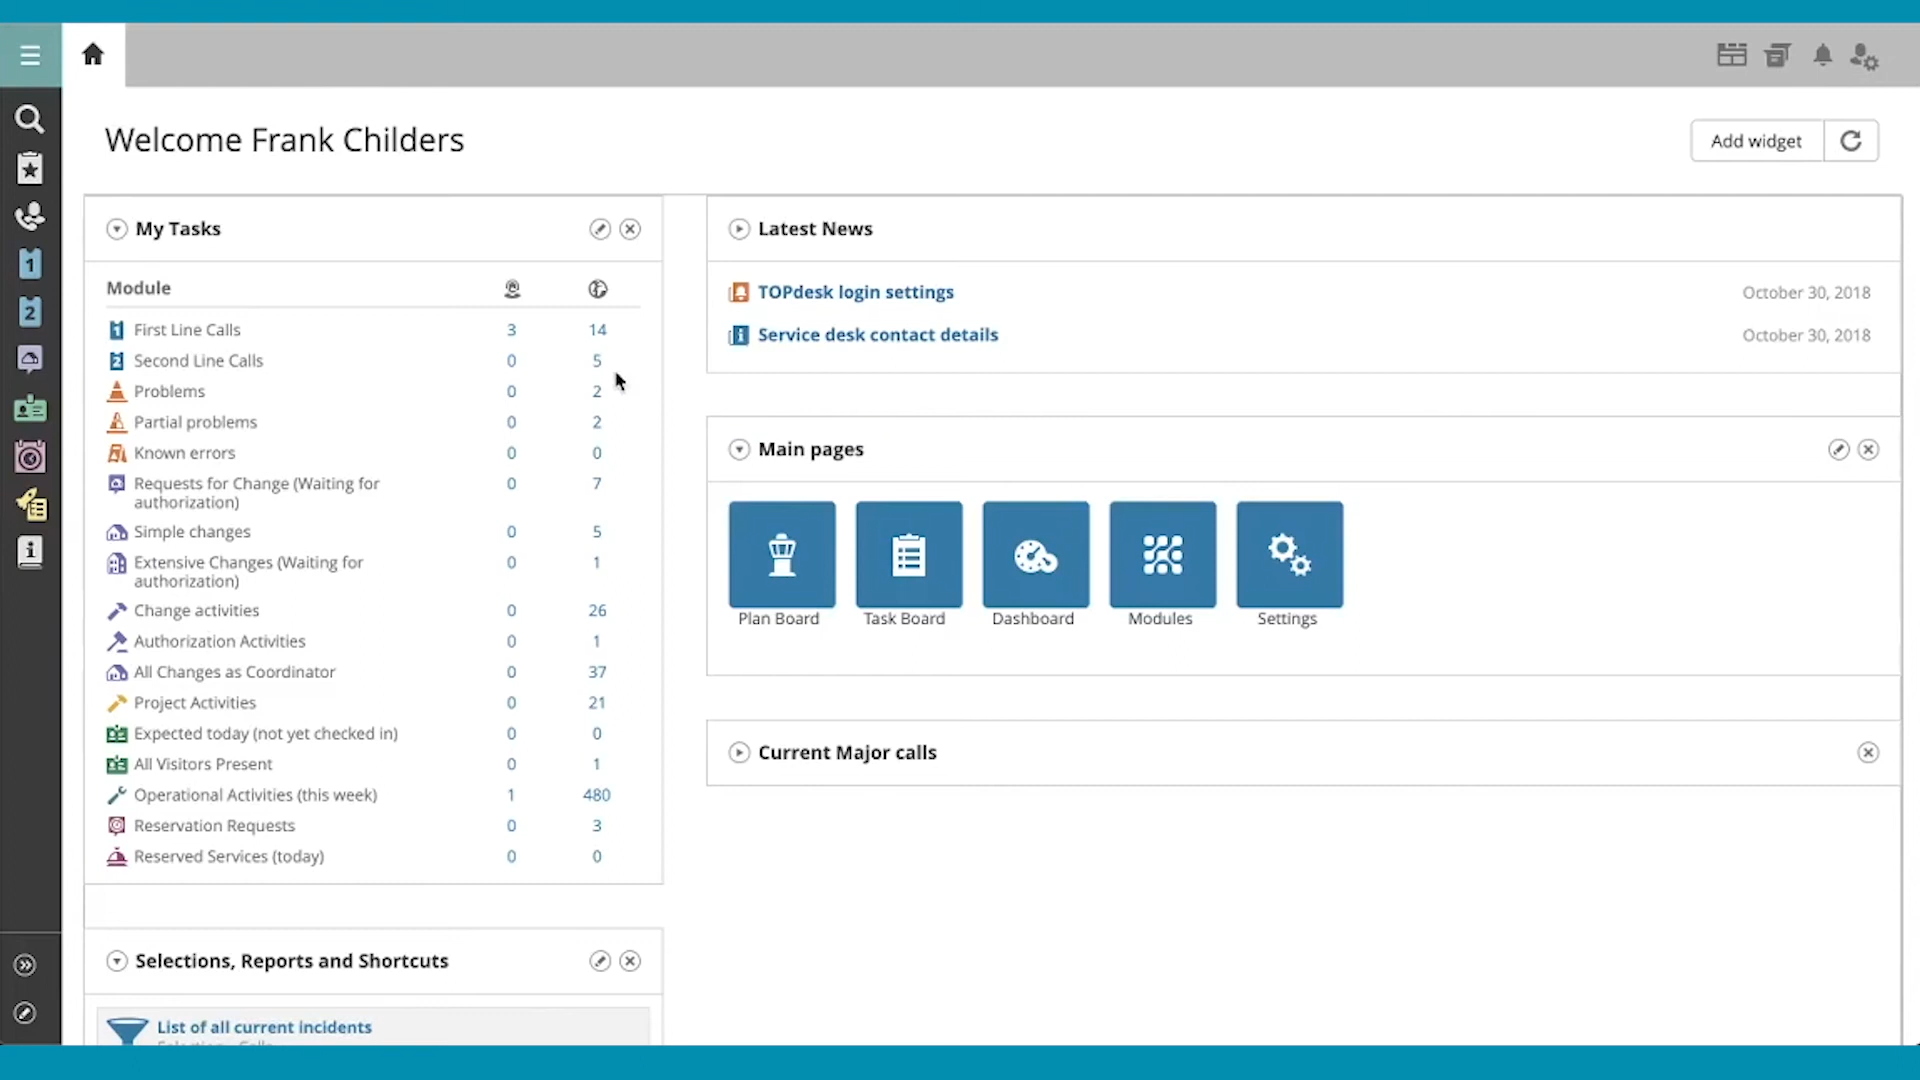 Welcome Frank Childers
Add widget
My Tasks
Module
First Line Calls 3 14
Second Line Calls 0 5
Problems 0 2
Partial problems 0 2
Known errors 0 0
Requests for Change (Waiting for 0 7
authorization)
Simple changes 0 5
Extensive Changes (Waiting for 0 1
authorization)
Change activities 0 26
Authorization Activities 0 1
All Changes as Coordinator 0 37
Project Activities 0 21
Expected today (not yet checked in) 0 0
All Visitors Present 0 1
Operational Activities (this week) 1 480
Reservation Requests 0 3
Reserved Services (today) 0 0
Selections, Reports and Shortcuts
List of all current incidents
Latest News
TOPdesk login settings October 30, 2018
Service desk contact details October 30, 2018
Main pages
Plan Board Task Board Dashboard Modules Settings
Current Major calls
1
2